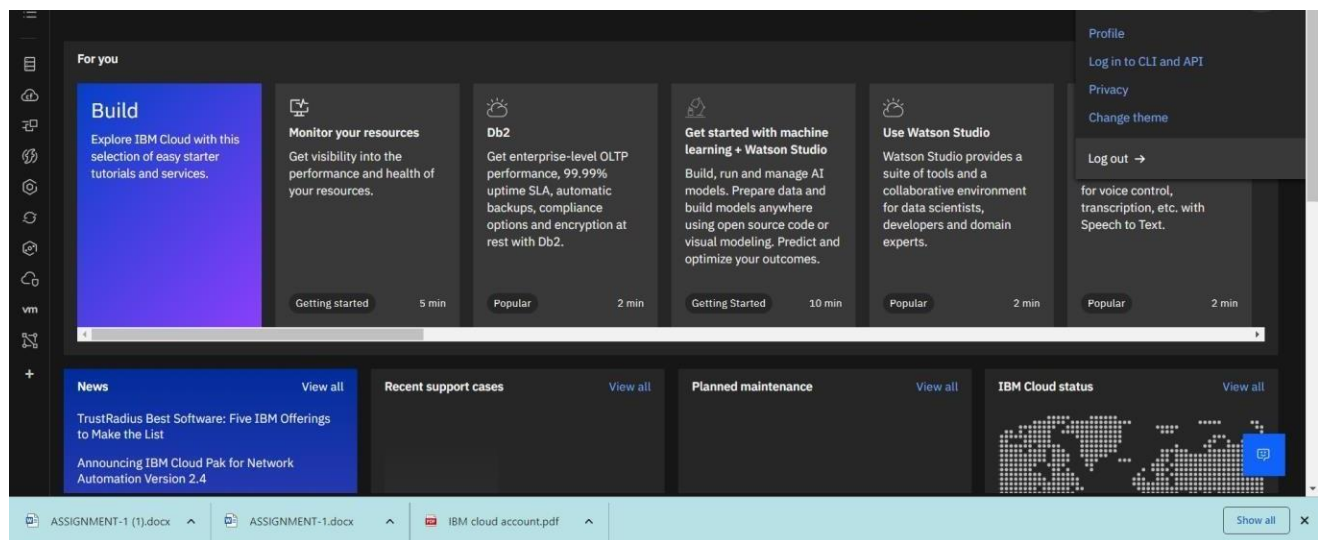 Profile
Log in to CLI and API
Privacy
Change theme
Log out →
For you
Build
Explore IBM Cloud with this
selection of easy starter
tutorials and services.
Monitor your resources
Get visibility into the
performance and health of
your resources.
Getting started
5 min
Db2
Get enterprise-level OLTP
performance, 99.99%
uptime SLA, automatic
backups, compliance
options and encryption at
rest with Db2.
Popular
2 min
Get started with machine
learning + Watson Studio
Build, run and manage AI
models. Prepare data and
build models anywhere
using open source code or
visual modeling. Predict and
optimize your outcomes.
Getting Started
10 min
Use Watson Studio
Watson Studio provides a
suite of tools and a
collaborative environment
for data scientists,
developers and domain
experts.
Popular
2 min
for voice control,
transcription, etc. with
Speech to Text.
Popular
2 min
vm
News
View all
TrustRadius Best Software: Five IBM Offerings
to Make the List
Announcing IBM Cloud Pak for Network
Automation Version 2.4
Recent support cases
View all
Planned maintenance
View all
IBM Cloud status
View all
ASSIGNMENT-1 (1).docx
ASSIGNMENT-1.docx
IBM cloud account.pdf
Show all